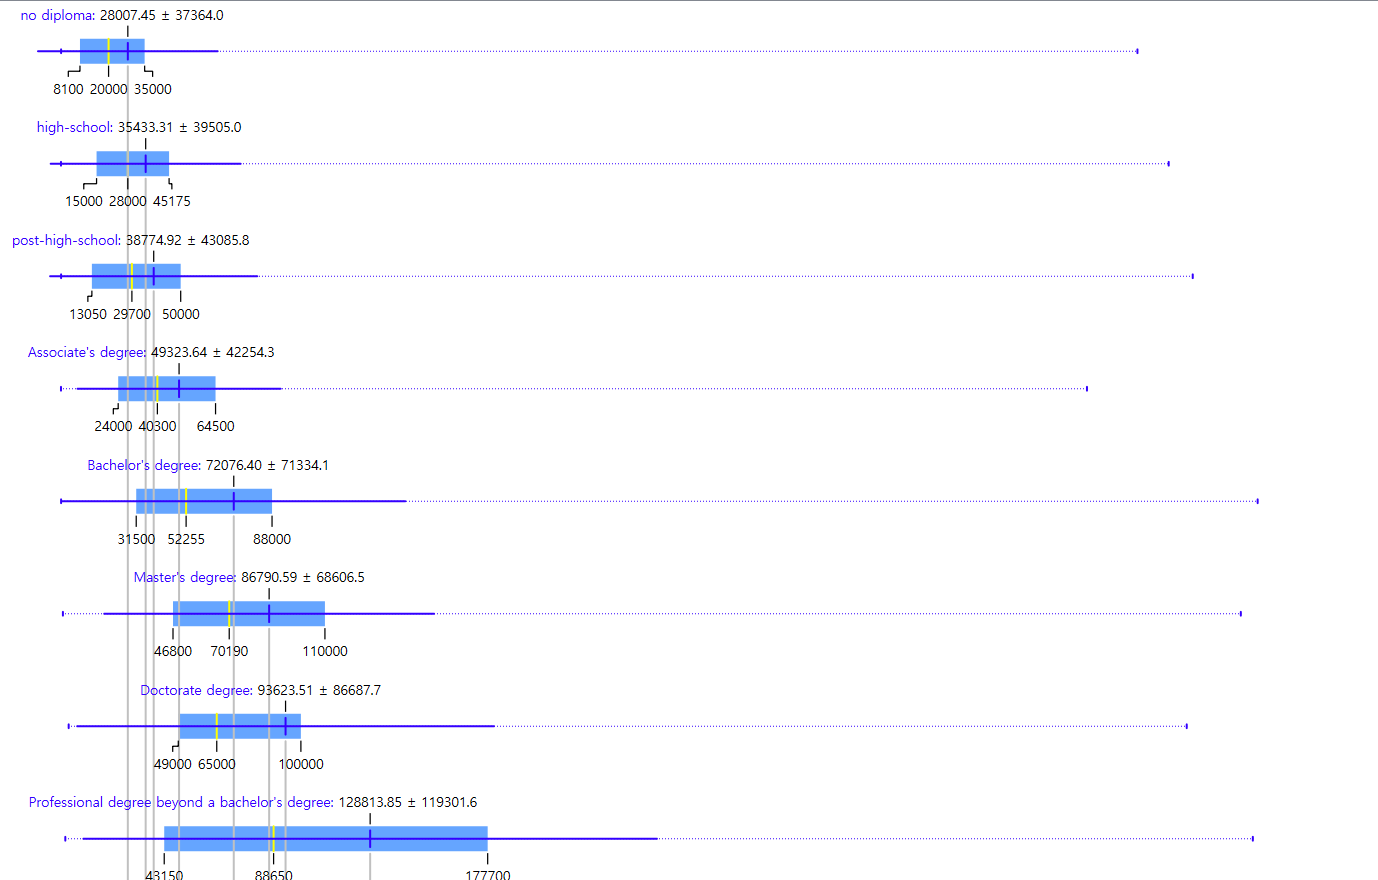 no diploma: 28007.45 ± 37364.0
8100 20000 35000
high-school: 35433.31 ± 39505.0
15000 28000 45175
post-high-school: 38774.92 ± 43085.8
13050 29700 50000
Associate's degree: 49323.64 ± 42254.3
24000 40300 64500
Bachelor's degree: 72076.40 ± 71334.1
31500 52255 88000
Master's degree: 86790.59 ± 68606.5
46800 70190 110000
Doctorate degree: 93623.51 ± 86687.7
49000 65000 100000
Professional degree beyond a bachelor's degree: 128813.85 ± 119301.6
43150 88650 177700